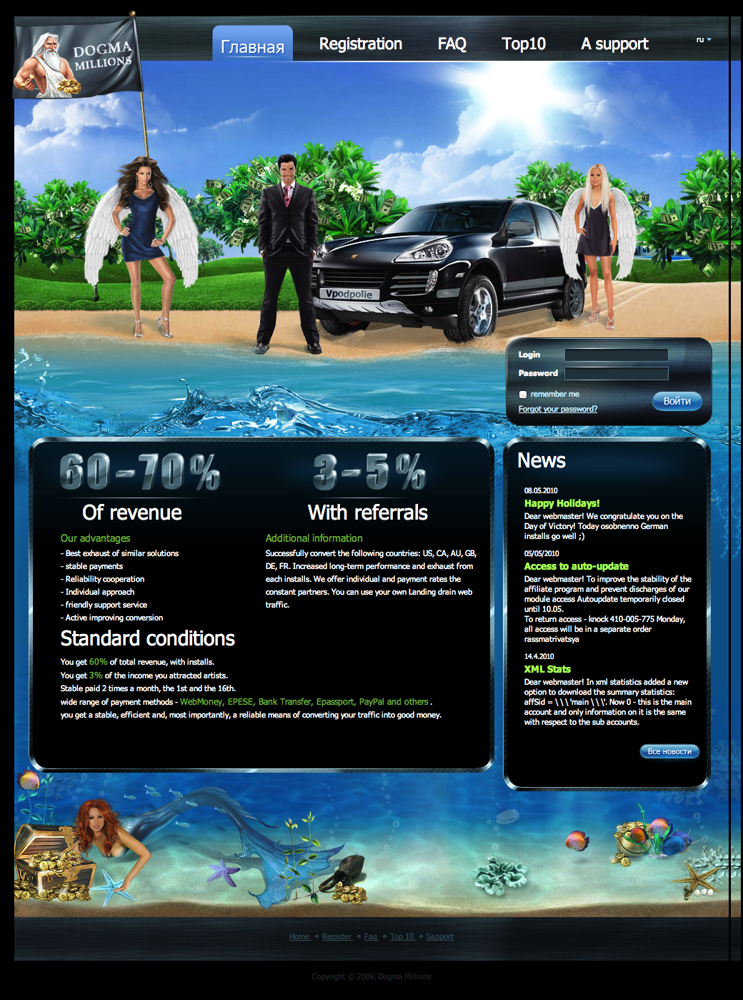 DOGMA
MILLIONS
Главная
Registration
FAQ
Top10
A support
ru
Vpodpolie
Login
Password
remember me
Forgot your password?
Войти
60-70%
Of revenue
3-5%
With referrals
Our advantages
- Best exhaust of similar solutions
- stable payments
- Reliability cooperation
- Individual approach
- friendly support service
- Active improving conversion
Additional information
Successfully convert the following countries: US, CA, AU, GB,
DE, FR. Increased long-term performance and exhaust from
each installs. We offer individual and payment rates the
constant partners. You can use your own Landing drain web
traffic.
Standard conditions
You get 60% of total revenue, with installs.
You get 3% of the income you attracted artists.
Stable paid 2 times a month, the 1st and the 16th.
wide range of payment methods - WebMoney, EPESE, Bank Transfer, Epassport, PayPal and others .
you get a stable, efficient and, most importantly, a reliable means of converting your traffic into good money.
News
08.05.2010
Happy Holidays!
Dear webmaster! We congratulate you on the
Day of Victory! Today osobnenno German
installs go well ;)
05/05/2010
Access to auto-update
Dear webmaster! To improve the stability of the
affiliate program and prevent discharges of our
module access Autoupdate temporarily closed
until 10.05.
To return access - knock 410-005-775 Monday,
all access will be in a separate order
rassmatrivatsya
14.4.2010
XML Stats
Dear webmaster! In xml statistics added a new
option to download the summary statistics:
affSid = \ \ \ 'main \ \ \'. Now 0 - this is the main
account and only information on it is the same
with respect to the sub accounts.
Все новости
Home
Register
Faq
Top 10
Sapport
Copyright © 2009, Dogma Millions